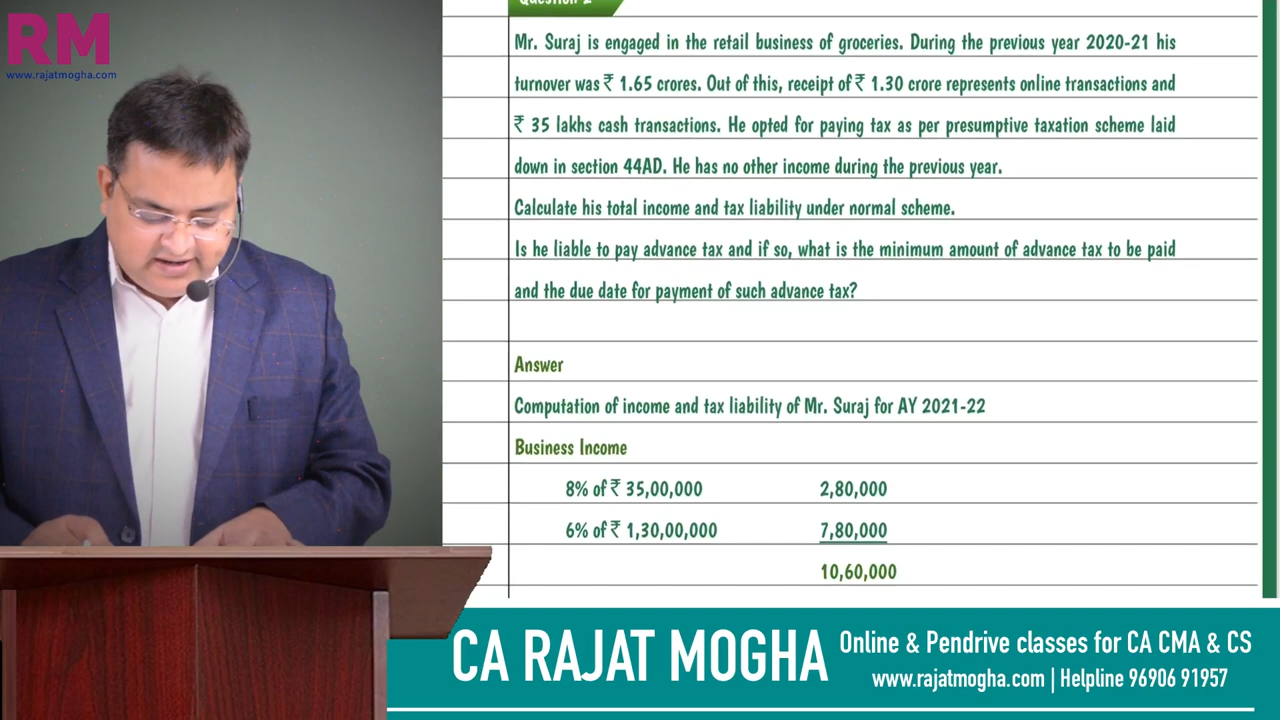 RM
www.rajatmogha.com
Question 2
Mr. Suraj is engaged in the retail business of groceries. During the previous year 2020-21 his
turnover was ₹ 1.65 crores. Out of this, receipt of ₹ 1.30 crore represents online transactions and
₹ 35 lakhs cash transactions. He opted for paying tax as per presumptive taxation scheme laid
down in section 44AD. He has no other income during the previous year.
Calculate his total income and tax liability under normal scheme.
Is he liable to pay advance tax and if so, what is the minimum amount of advance tax to be paid
and the due date for payment of such advance tax?
Answer
Computation of income and tax liability of Mr. Suraj for AY 2021-22
Business Income
8% of ₹ 35,00,000 2,80,000
6% of ₹ 1,30,00,000 7,80,000
10,60,000
CA RAJAT MOGHA
Online & Pendrive classes for CA CMA & CS
www.rajatmogha.com | Helpline 96906 91957